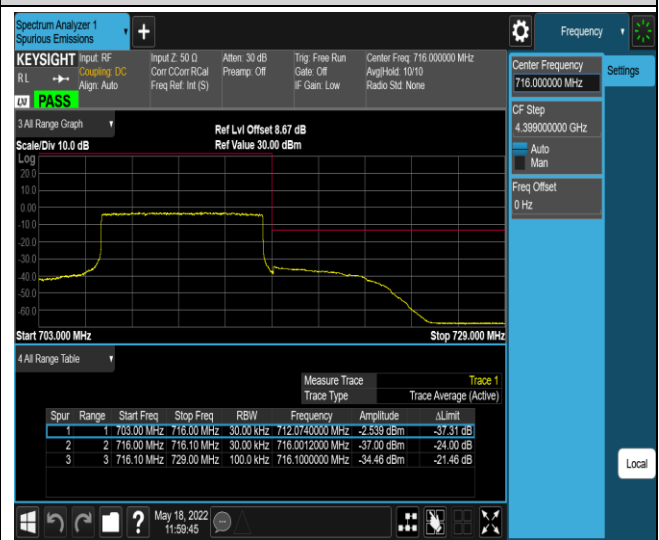 Spectrum Analyzer 1
Spurious Emissions
Frequency
KEYSIGHT
RL
Input: RF
Coupling: DC
Align: Auto
Input Z: 50 Ω
Corr CCorr RCal
Freq Ref: Int (S)
Atten: 30 dB
Preamp: Off
Trig: Free Run
Gate: Off
IF Gain: Low
Center Freq: 716.000000 MHz
Avg|Hold: 10/10
Radio Std: None
LXI PASS
Center Frequency
716.000000 MHz
Settings
CF Step
4.399000000 GHz
Auto
Man
Freq Offset
0 Hz
Local
3 All Range Graph
Scale/Div 10.0 dB
Ref Lvl Offset 8.67 dB
Ref Value 30.00 dBm
Log
20.0
10.0
0.00
-10.0
-20.0
-30.0
-40.0
-50.0
-60.0
Start 703.000 MHz
Stop 729.000 MHz
4 All Range Table
Measure Trace Trace 1
Trace Type Trace Average (Active)
Spur Range Start Freq Stop Freq RBW Frequency Amplitude ΔLimit
1 1 703.00 MHz 716.00 MHz 30.00 kHz 712.0740000 MHz -2.539 dBm -37.31 dB
2 2 716.00 MHz 716.10 MHz 30.00 kHz 716.0012000 MHz -37.00 dBm -24.00 dB
3 3 716.10 MHz 729.00 MHz 100.0 kHz 716.1000000 MHz -34.46 dBm -21.46 dB
?
May 18, 2022
11:59:45